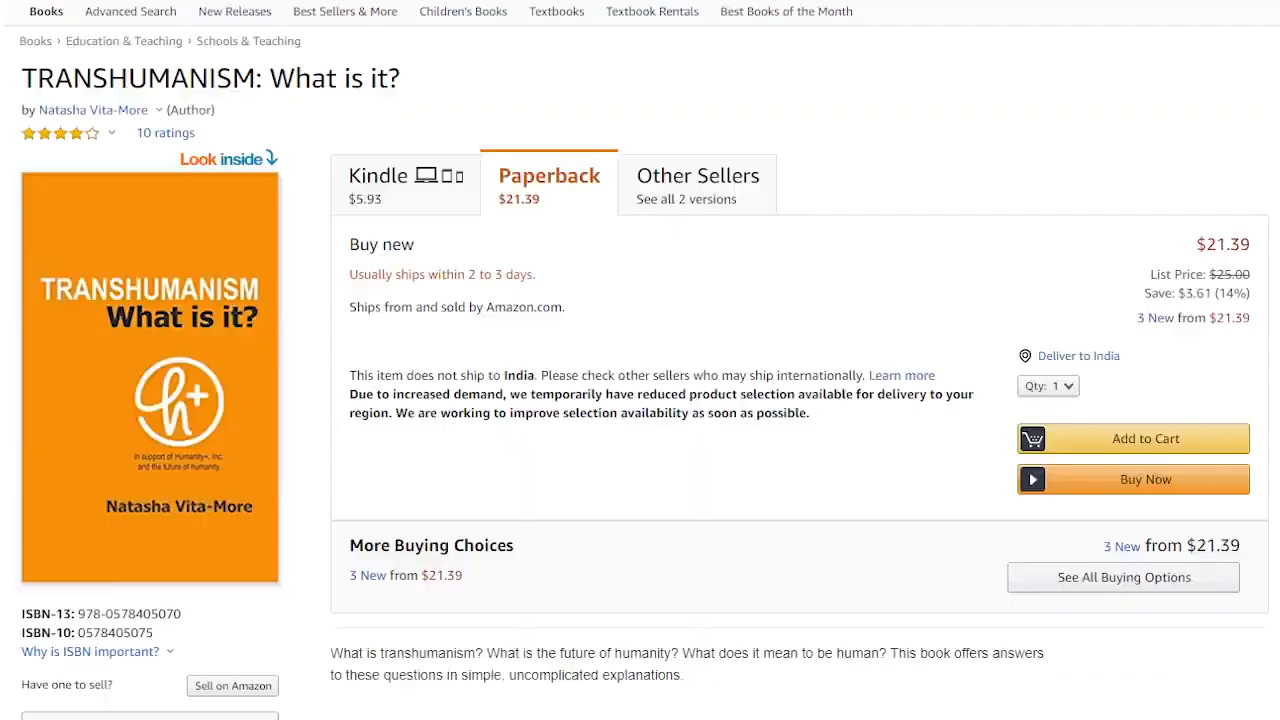 Books Advanced Search New Releases Best Sellers & More Children's Books Textbooks Textbook Rentals Best Books of the Month
Books › Education & Teaching › Schools & Teaching
TRANSHUMANISM: What is it?
by Natasha Vita-More (Author)
10 ratings
Look inside
TRANSHUMANISM
What is it?
h+
in support of Humanity+, Inc.
and the future of humanity.
Natasha Vita-More
ISBN-13: 978-0578405070
ISBN-10: 0578405075
Why is ISBN important?
Have one to sell? Sell on Amazon
Kindle Paperback Other Sellers
$5.93 $21.39 See all 2 versions
Buy new $21.39
Usually ships within 2 to 3 days. List Price: $25.00
Save: $3.61 (14%)
Ships from and sold by Amazon.com. 3 New from $21.39
Deliver to India
This item does not ship to India. Please check other sellers who may ship internationally. Learn more
Due to increased demand, we temporarily have reduced product selection available for delivery to your
region. We are working to improve selection availability as soon as possible.
Qty: 1
Add to Cart
Buy Now
More Buying Choices 3 New from $21.39
3 New from $21.39 See All Buying Options
What is transhumanism? What is the future of humanity? What does it mean to be human? This book offers answers
to these questions in simple, uncomplicated explanations.